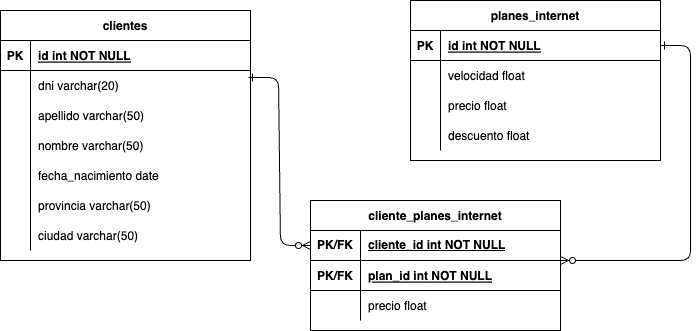 clientes
PK id int NOT NULL
dni varchar(20)
apellido varchar(50)
nombre varchar(50)
fecha_nacimiento date
provincia varchar(50)
ciudad varchar(50)
planes_internet
PK id int NOT NULL
velocidad float
precio float
descuento float
cliente_planes_internet
PK/FK cliente_id int NOT NULL
PK/FK plan_id int NOT NULL
precio float